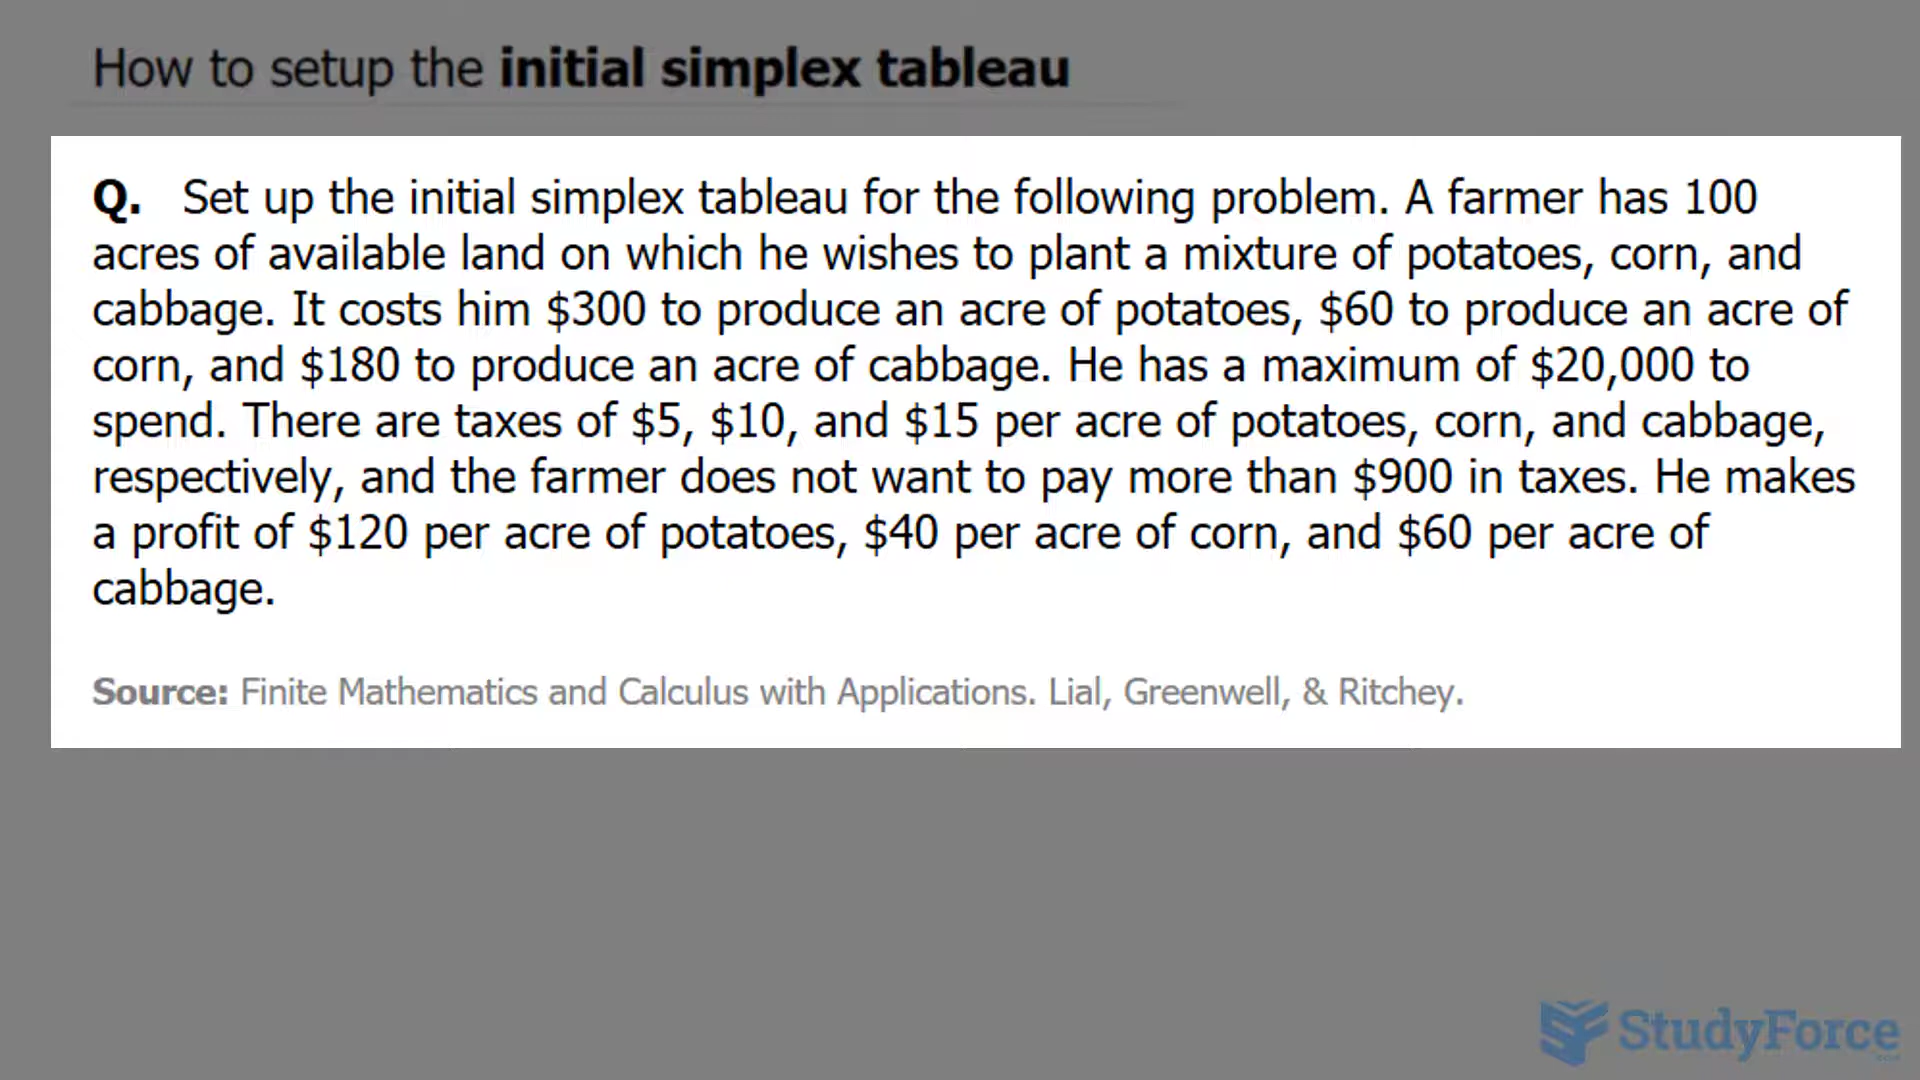 How to setup the initial simplex tableau
Q. Set up the initial simplex tableau for the following problem. A farmer has 100
acres of available land on which he wishes to plant a mixture of potatoes, corn, and
cabbage. It costs him $300 to produce an acre of potatoes, $60 to produce an acre of
corn, and $180 to produce an acre of cabbage. He has a maximum of $20,000 to
spend. There are taxes of $5, $10, and $15 per acre of potatoes, corn, and cabbage,
respectively, and the farmer does not want to pay more than $900 in taxes. He makes
a profit of $120 per acre of potatoes, $40 per acre of corn, and $60 per acre of
cabbage.
Source: Finite Mathematics and Calculus with Applications. Lial, Greenwell, & Ritchey.
StudyForce